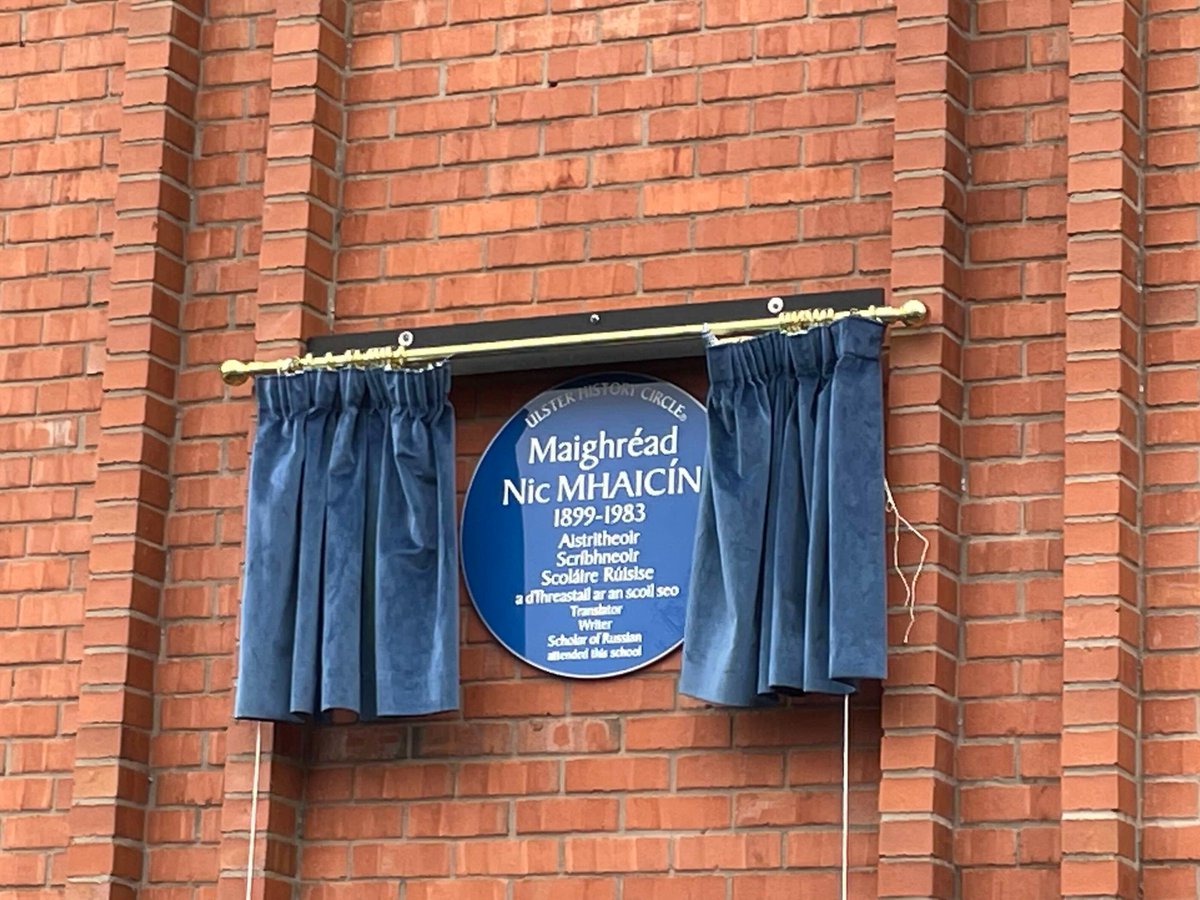 ULSTER HISTORY CIRCLE®
Maighréad
Nic MHAICÍN
1899-1983
Aistritheoir
Scríbhneoir
Scoláire Rúisise
a d'fhreastail ar an scoil seo
Translator
Writer
Scholar of Russian
attended this school